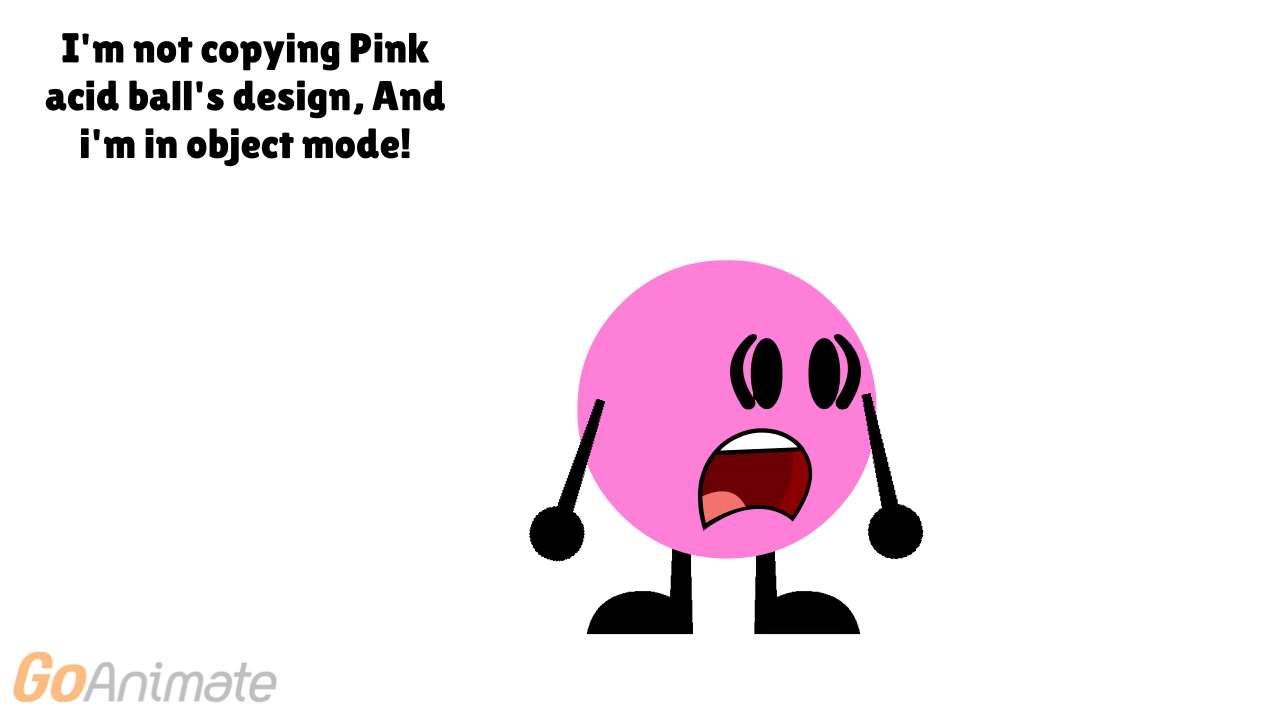 I'm not copying Pink
acid ball's design, And
i'm in object mode!
GoAnimate